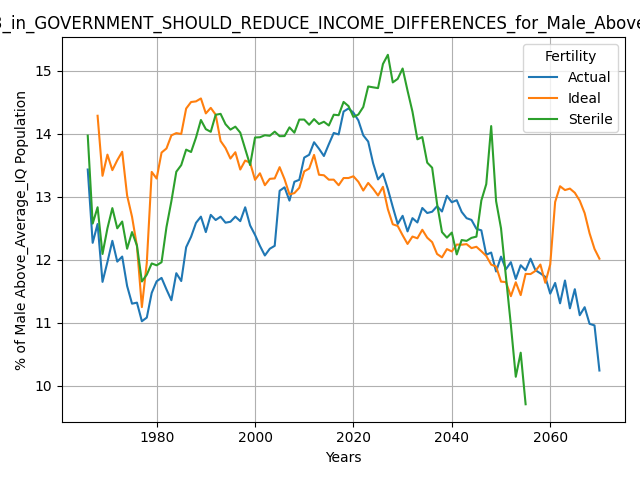 _in_GOVERNMENT_SHOULD_REDUCE_INCOME_DIFFERENCES_for_Male_Above
Fertility
Actual
Ideal
Sterile
% of Male Above_Average_IQ Population
15
14
13
12
11
10
1980
2000
2020
2040
2060
Years